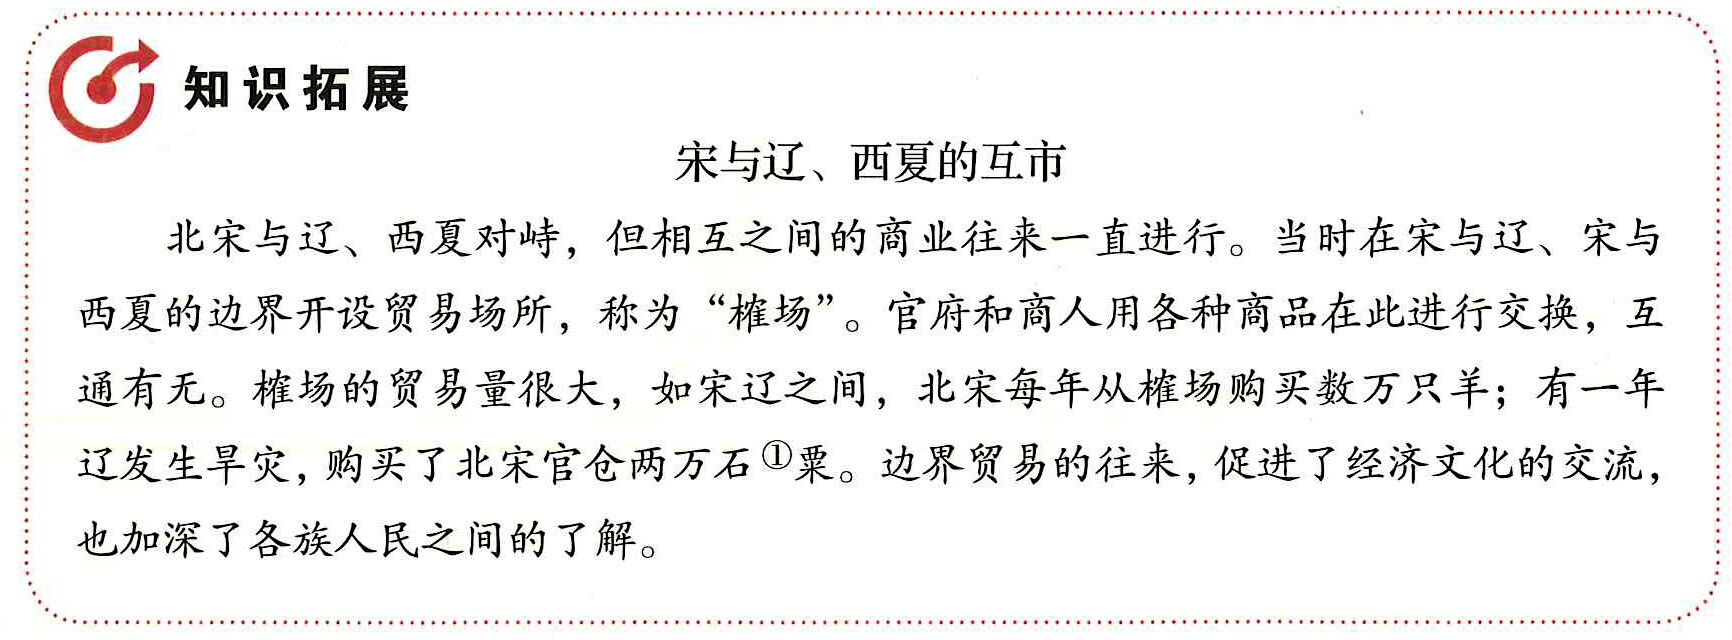 知识拓展
宋与辽、西夏的互市
北宋与辽、西夏对峙，但相互之间的商业往来一直进行。当时在宋与辽、宋与
西夏的边界开设贸易场所，称为“榷场”。官府和商人用各种商品在此进行交换，互
通有无。榷场的贸易量很大，如宋辽之间，北宋每年从榷场购买数万只羊；有一年
辽发生旱灾，购买了北宋官仓两万石①粟。边界贸易的往来，促进了经济文化的交流，
也加深了各族人民之间的了解。